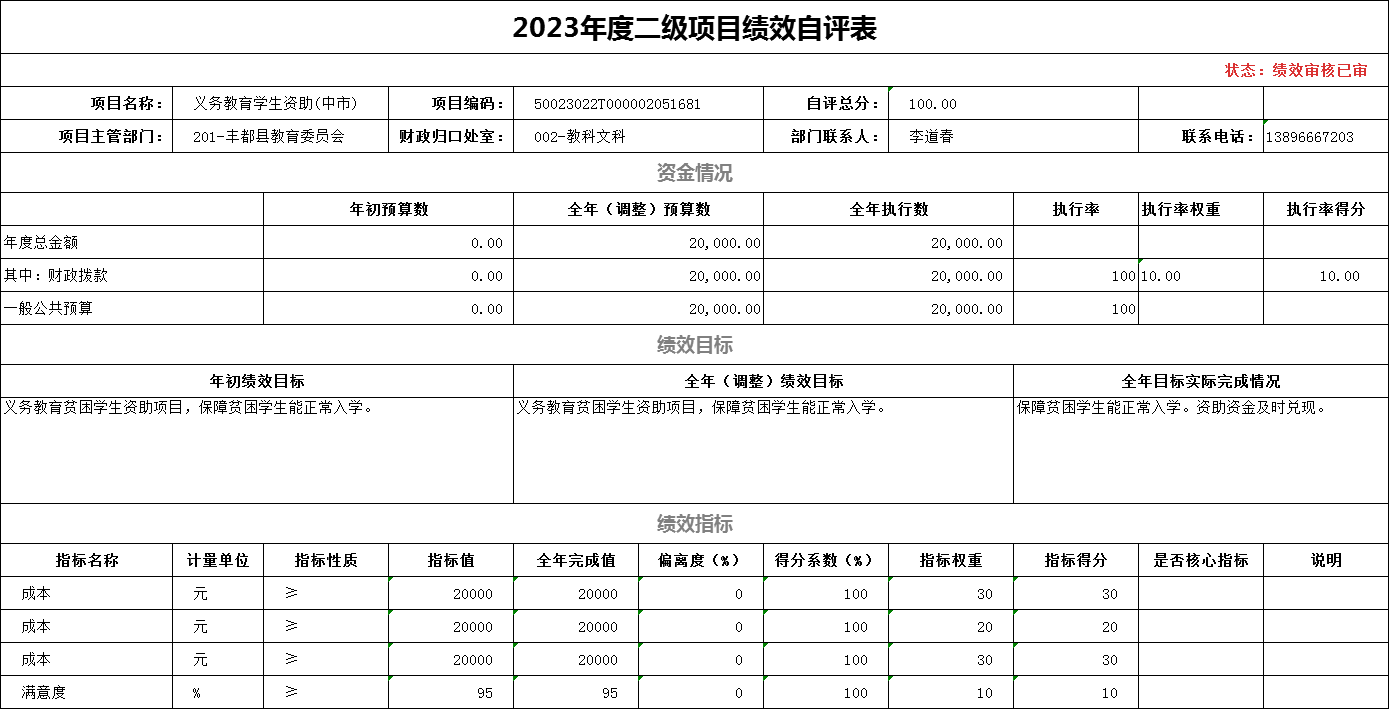 2023年度二级项目绩效自评表
状态：绩效审核已审
项目名称： 义务教育学生资助(中市) 项目编码： 50023022T000002051681 自评总分： 100.00
项目主管部门： 201-丰都县教育委员会 财政归口处室： 002-教科文科 部门联系人： 李道春 联系电话： 13896667203
资金情况
年初预算数 全年（调整）预算数 全年执行数 执行率 执行率权重 执行率得分
年度总金额 0.00 20,000.00 20,000.00
其中：财政拨款 0.00 20,000.00 20,000.00 100 10.00 10.00
一般公共预算 0.00 20,000.00 20,000.00 100
绩效目标
年初绩效目标 全年（调整）绩效目标 全年目标实际完成情况
义务教育贫困学生资助项目，保障贫困学生能正常入学。 义务教育贫困学生资助项目，保障贫困学生能正常入学。 保障贫困学生能正常入学。资助资金及时兑现。
绩效指标
指标名称 计量单位 指标性质 指标值 全年完成值 偏离度（%） 得分系数（%） 指标权重 指标得分 是否核心指标 说明
成本 元 ≥ 20000 20000 0 100 30 30
成本 元 ≥ 20000 20000 0 100 20 20
成本 元 ≥ 20000 20000 0 100 30 30
满意度 % ≥ 95 95 0 100 10 10